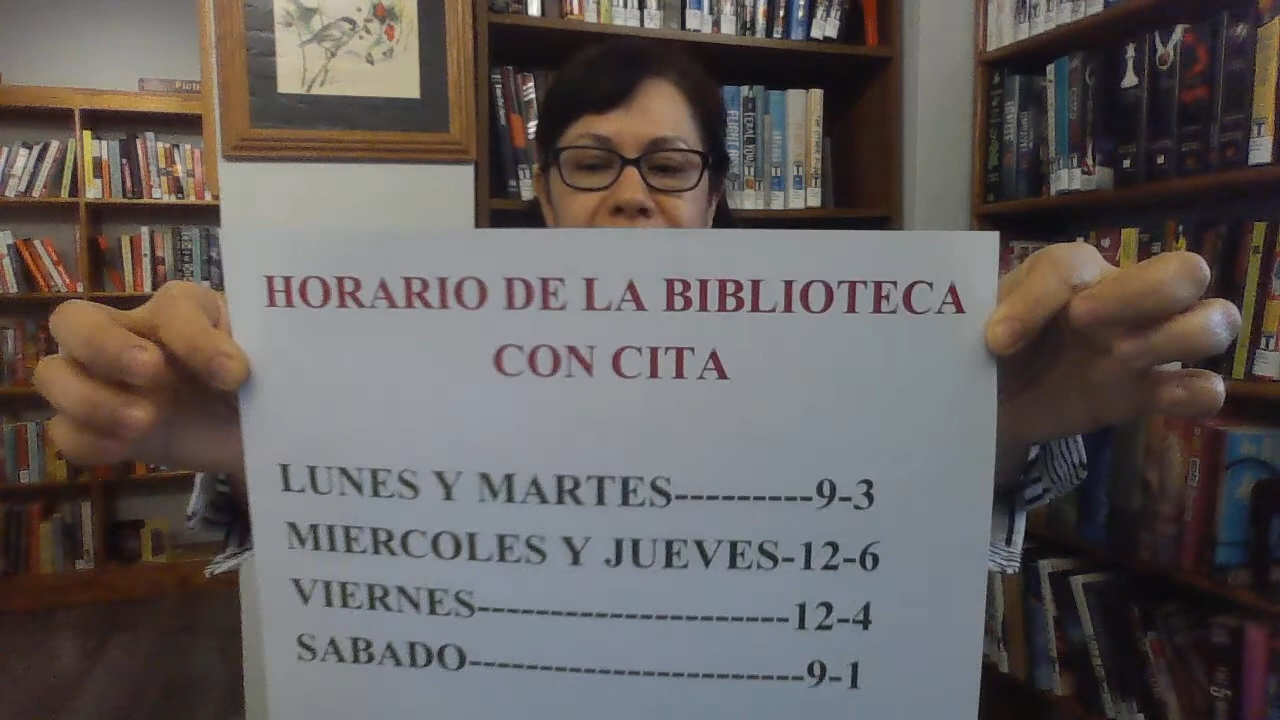 HORARIO DE LA BIBLIOTECA
CON CITA
LUNES Y MARTES---------9-3
MIERCOLES Y JUEVES-12-6
VIERNES----------------------12-4
SABADO------------------------9-1